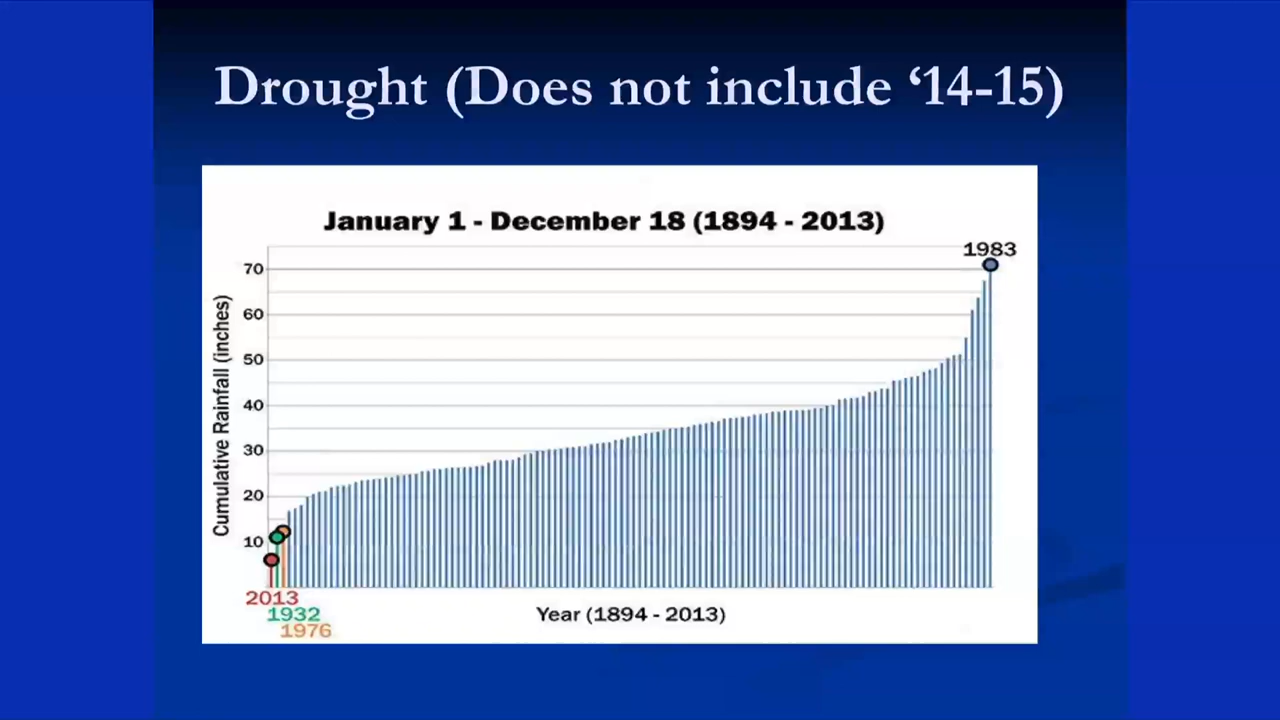 Drought (Does not include ‘14-15)
January 1 - December 18 (1894 - 2013)
1983
Cumulative Rainfall (inches)
70
60
50
40
30
20
10
2013
1932
1976
Year (1894 - 2013)